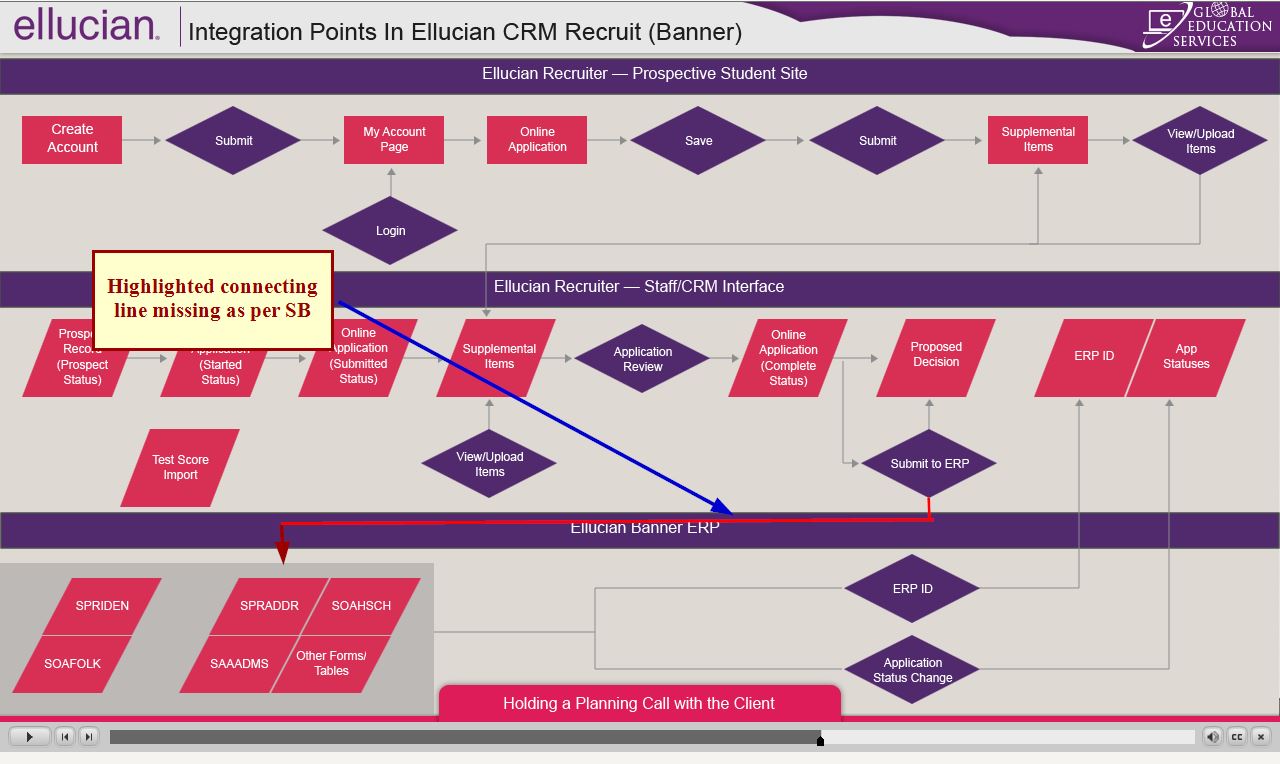 ellucian.
Integration Points In Ellucian CRM Recruit (Banner)
e
GLOBAL
EDUCATION
SERVICES
Ellucian Recruiter — Prospective Student Site
Create
Account
Submit
My Account
Page
Online
Application
Save
Submit
Supplemental
Items
View/Upload
Items
Login
Highlighted connecting
line missing as per SB
Ellucian Recruiter — Staff/CRM Interface
Record
(Prospect
Status)
Application
(Started
Status)
Online
Application
(Submitted
Status)
Supplemental
Items
Application
Review
Online
Application
(Complete
Status)
Proposed
Decision
ERP ID
App
Statuses
Test Score
Import
View/Upload
Items
Submit to ERP
Ellucian Banner ERP
SPRIDEN
SOAFOLK
SPRADDR
SOAHSCH
SAAADMS
Other Forms/
Tables
ERP ID
Application
Status Change
Holding a Planning Call with the Client
cc